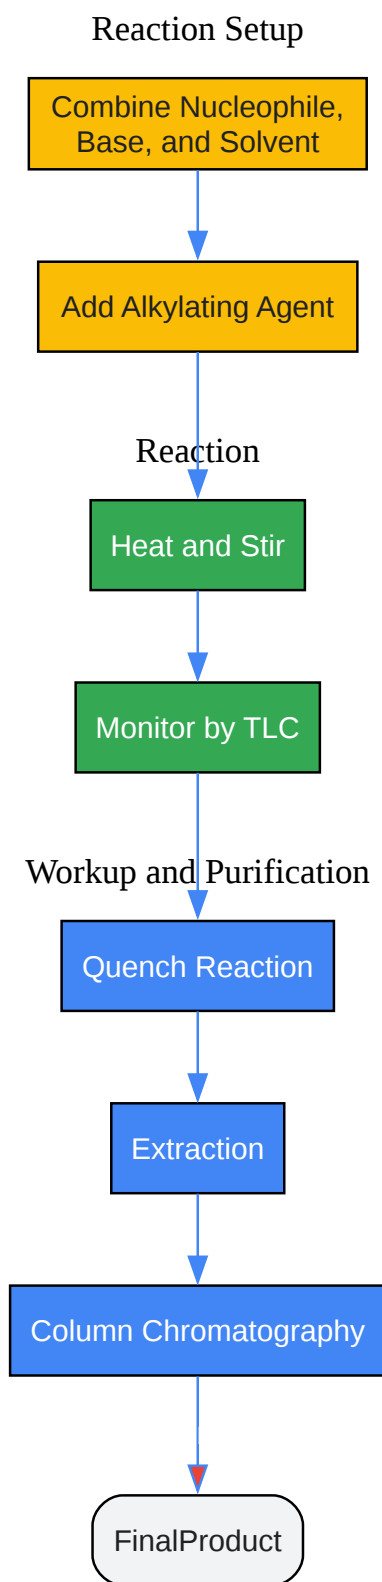 Reaction Setup
Combine Nucleophile,
Base, and Solvent
Add Alkylating Agent
Reaction
Heat and Stir
Monitor by TLC
Workup and Purification
Quench Reaction
Extraction
Column Chromatography
FinalProduct